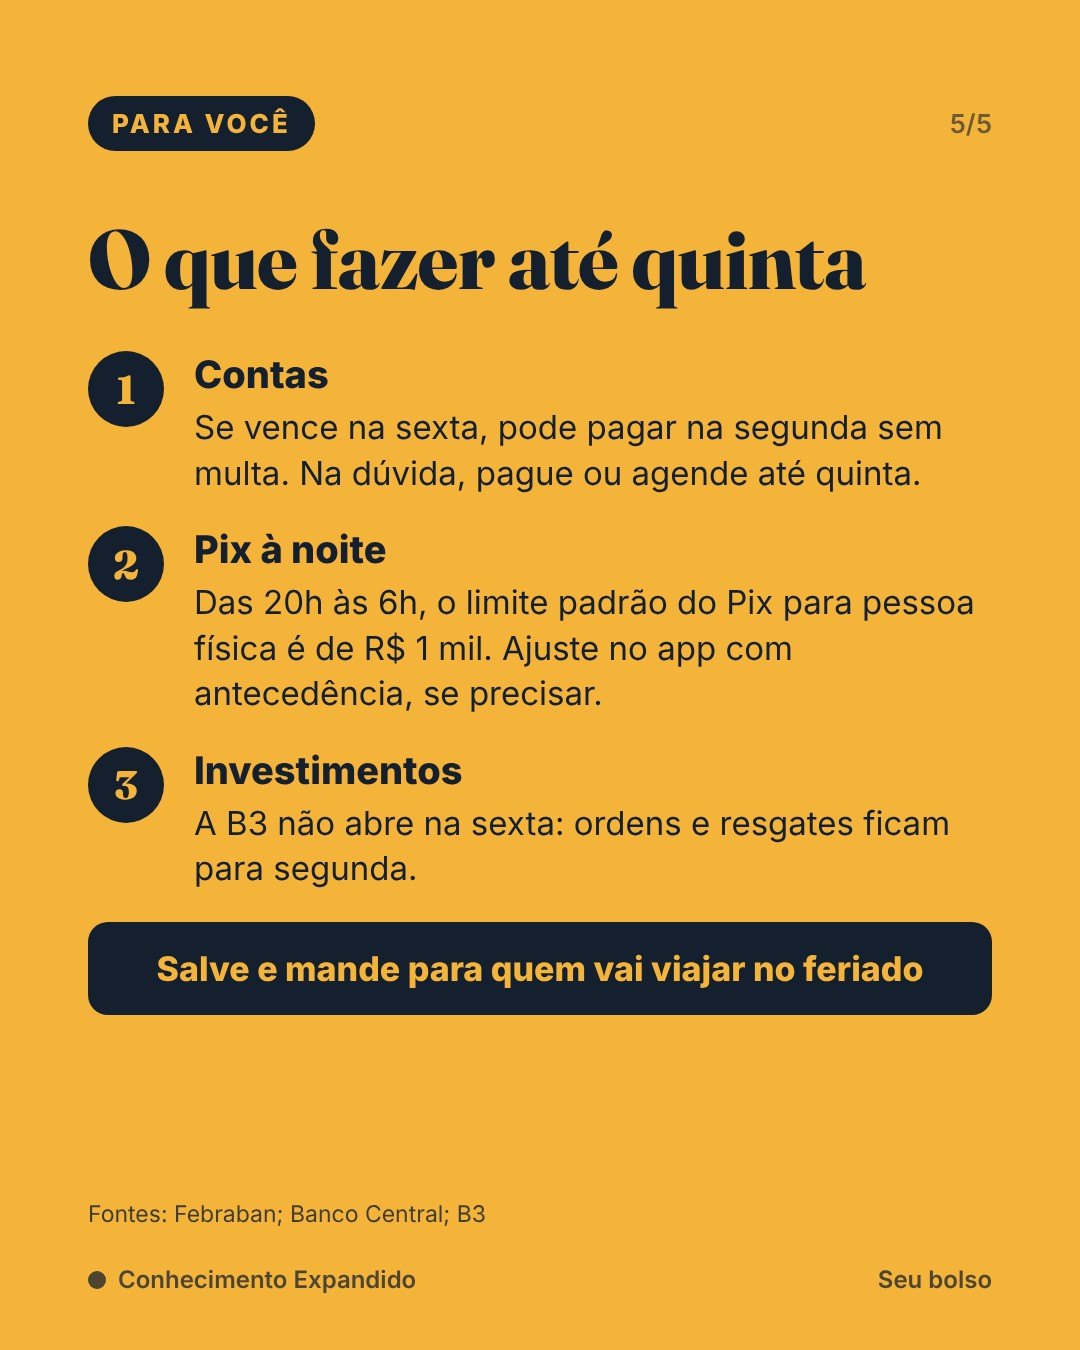 PARA VOCÊ
5/5
O que fazer até quinta
1
Contas
Se vence na sexta, pode pagar na segunda sem
multa. Na dúvida, pague ou agende até quinta.
2
Pix à noite
Das 20h às 6h, o limite padrão do Pix para pessoa
física é de R$ 1 mil. Ajuste no app com
antecedência, se precisar.
3
Investimentos
A B3 não abre na sexta: ordens e resgates ficam
para segunda.
Salve e mande para quem vai viajar no feriado
Fontes: Febraban; Banco Central; B3
Conhecimento Expandido
Seu bolso